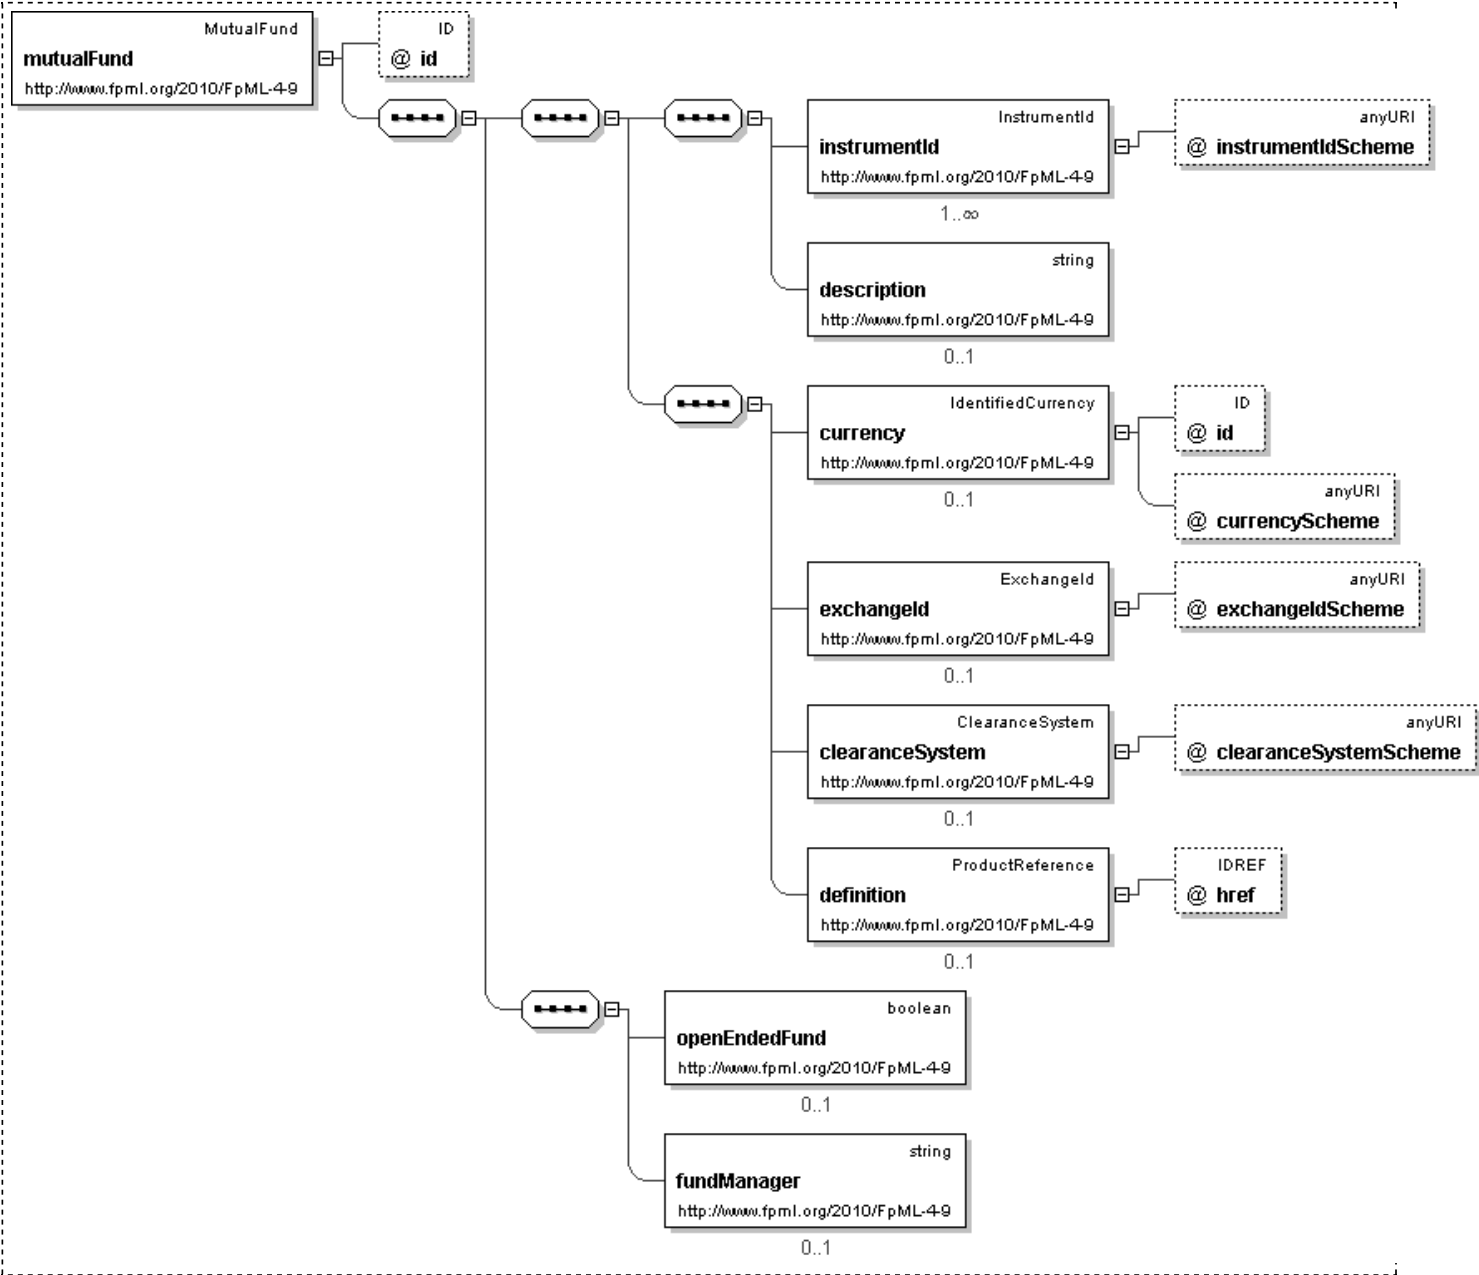 MutualFund
mutualFund
http://www.fpml.org/2010/FpML-4-9
ID
@ id
InstrumentId
instrumentId
http://www.fpml.org/2010/FpML-4-9
1..∞
anyURI
@ instrumentIdScheme
string
description
http://www.fpml.org/2010/FpML-4-9
0..1
IdentifiedCurrency
currency
http://www.fpml.org/2010/FpML-4-9
0..1
ID
@ id
anyURI
@ currencyScheme
ExchangeId
exchangeId
http://www.fpml.org/2010/FpML-4-9
0..1
anyURI
@ exchangeIdScheme
ClearanceSystem
clearanceSystem
http://www.fpml.org/2010/FpML-4-9
0..1
anyURI
@ clearanceSystemScheme
ProductReference
definition
http://www.fpml.org/2010/FpML-4-9
0..1
IDREF
@ href
boolean
openEndedFund
http://www.fpml.org/2010/FpML-4-9
0..1
string
fundManager
http://www.fpml.org/2010/FpML-4-9
0..1